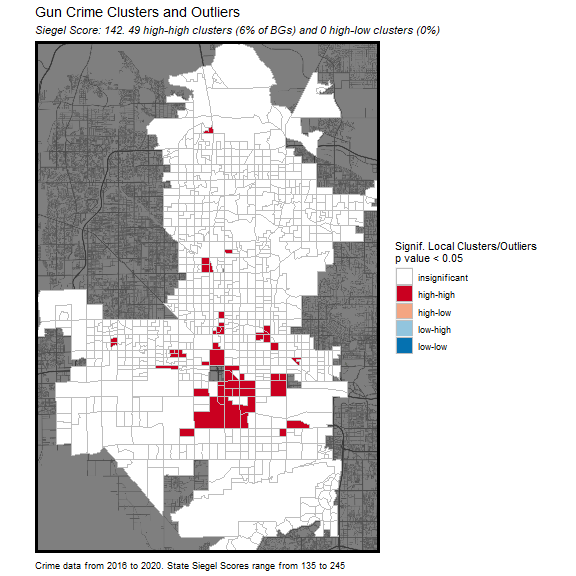 Gun Crime Clusters and Outliers
Siegel Score: 142. 49 high-high clusters (6% of BGs) and 0 high-low clusters (0%)
Signif. Local Clusters/Outliers
p value < 0.05
insignificant
high-high
high-low
low-high
low-low
Crime data from 2016 to 2020. State Siegel Scores range from 135 to 245